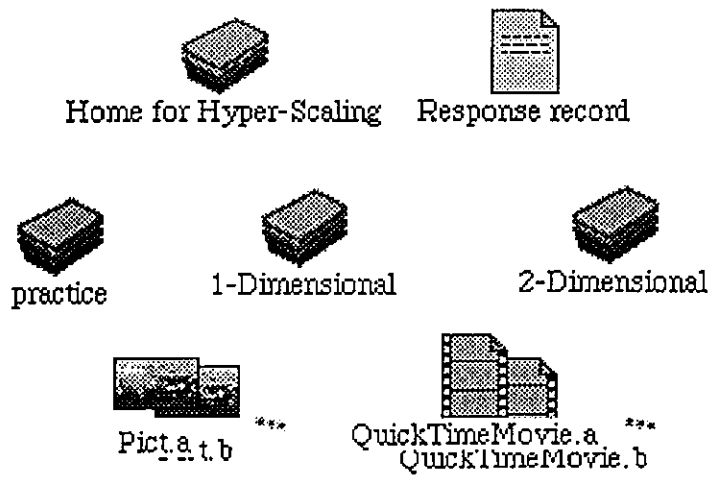 Home for Hyper-Scaling
Response record
practice
1-Dimensional
2-Dimensional
Pict.a
t.b
***
QuickTimeMovie.a
***
QuickTimeMovie.b